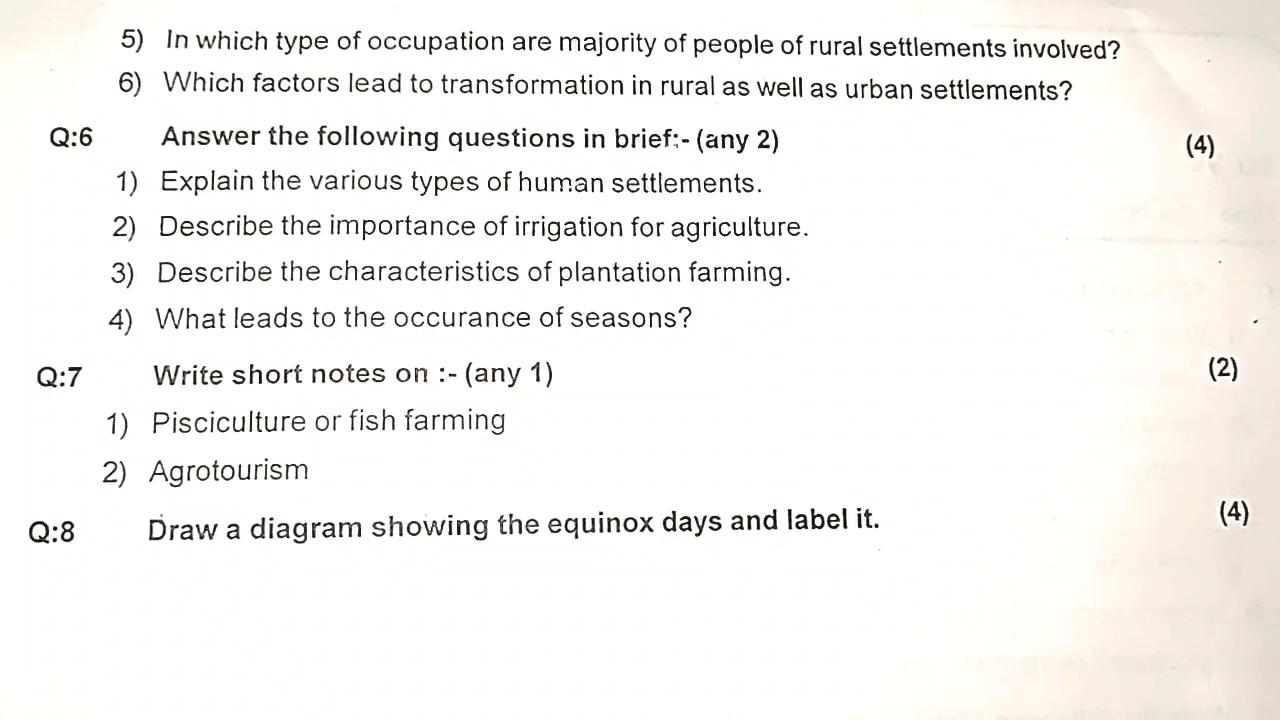 5) In which type of occupation are majority of people of rural settlements involved?
6) Which factors lead to transformation in rural as well as urban settlements?
Q:6 Answer the following questions in brief:- (any 2) (4)
1) Explain the various types of human settlements.
2) Describe the importance of irrigation for agriculture.
3) Describe the characteristics of plantation farming.
4) What leads to the occurance of seasons?
Q:7 Write short notes on :- (any 1) (2)
1) Pisciculture or fish farming
2) Agrotourism
Q:8 Draw a diagram showing the equinox days and label it. (4)